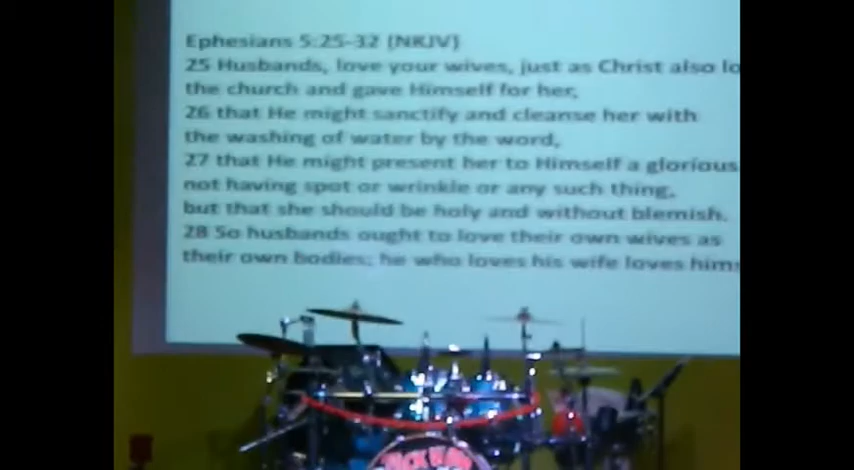 Ephesians 5:25-32 (NKJV)
25 Husbands, love your wives, just as Christ also lo
the church and gave Himself for her,
26 that He might sanctify and cleanse her with
the washing of water by the word,
27 that He might present her to Himself a glorious
not having spot or wrinkle or any such thing,
but that she should be holy and without blemish.
28 So husbands ought to love their own wives as
their own bodies; he who loves his wife loves hims